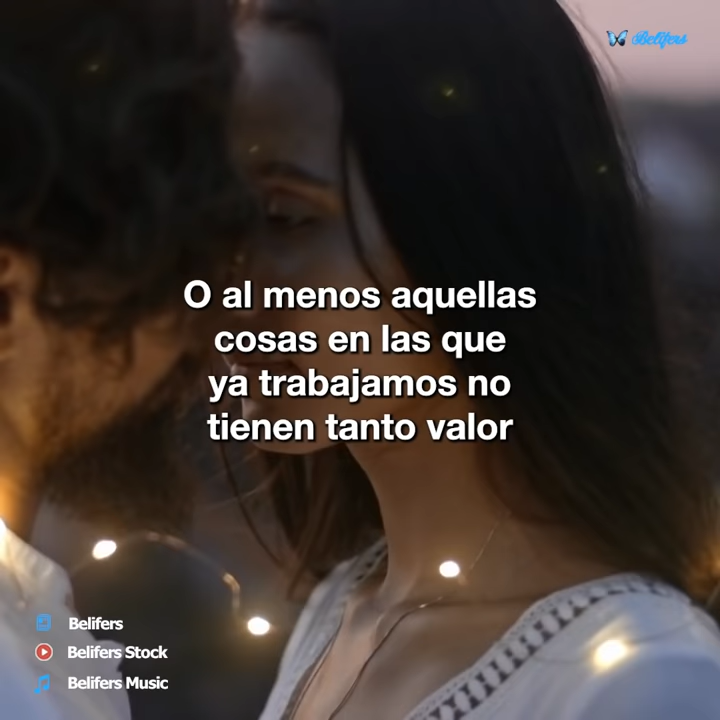 Belifers
O al menos aquellas
cosas en las que
ya trabajamos no
tienen tanto valor
Belifers
Belifers Stock
Belifers Music